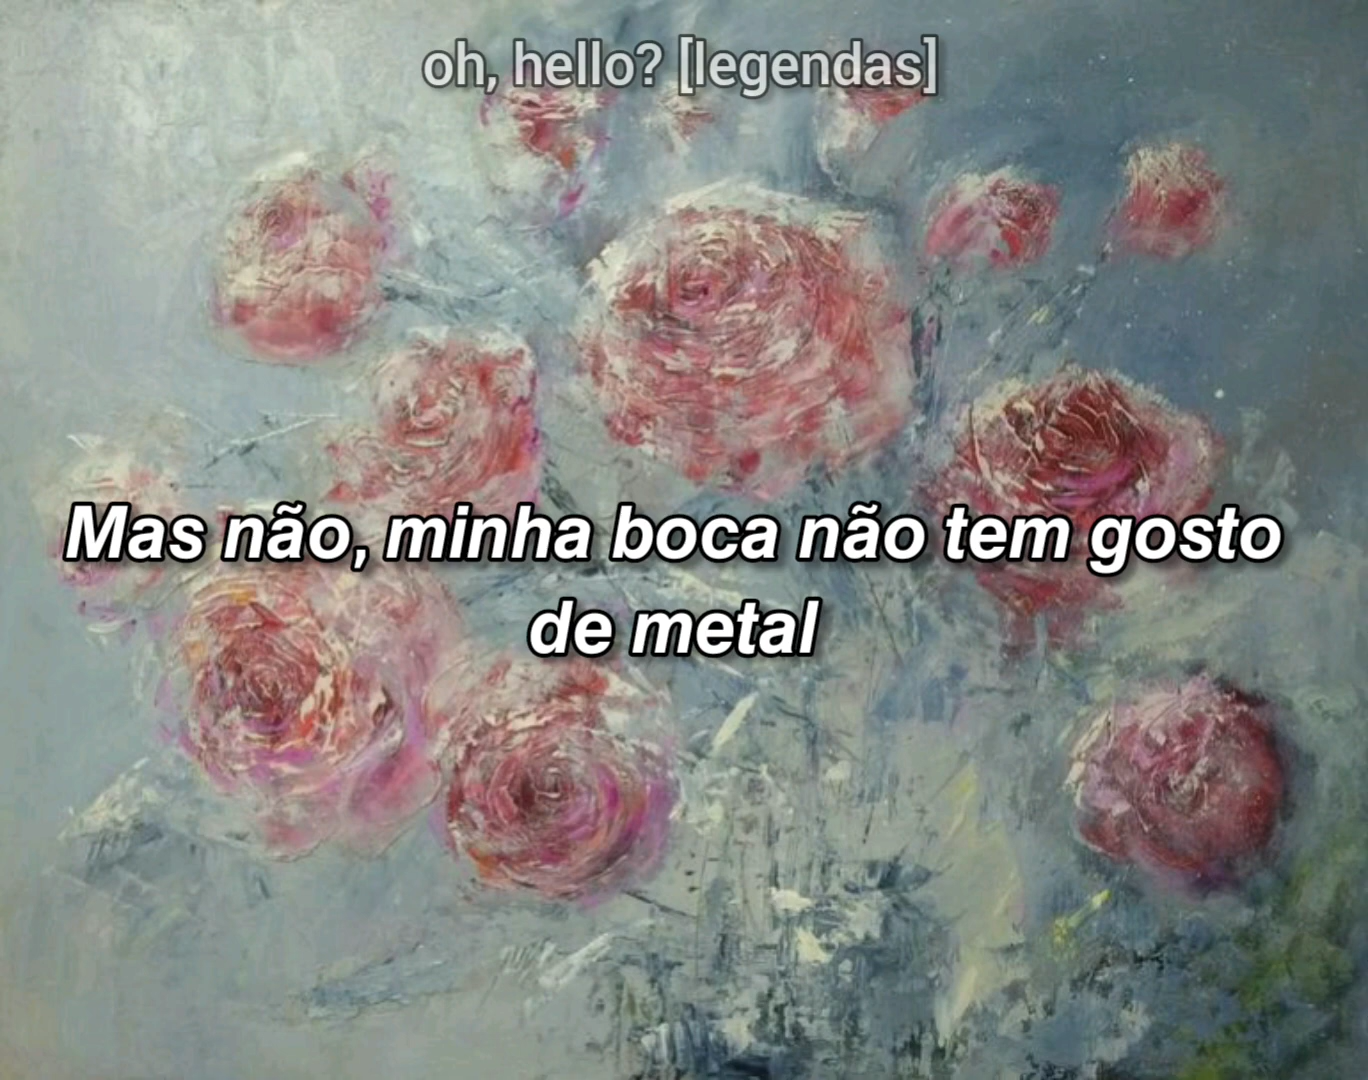 oh, hello? [legendas]
Mas não, minha boca não tem gosto
de metal